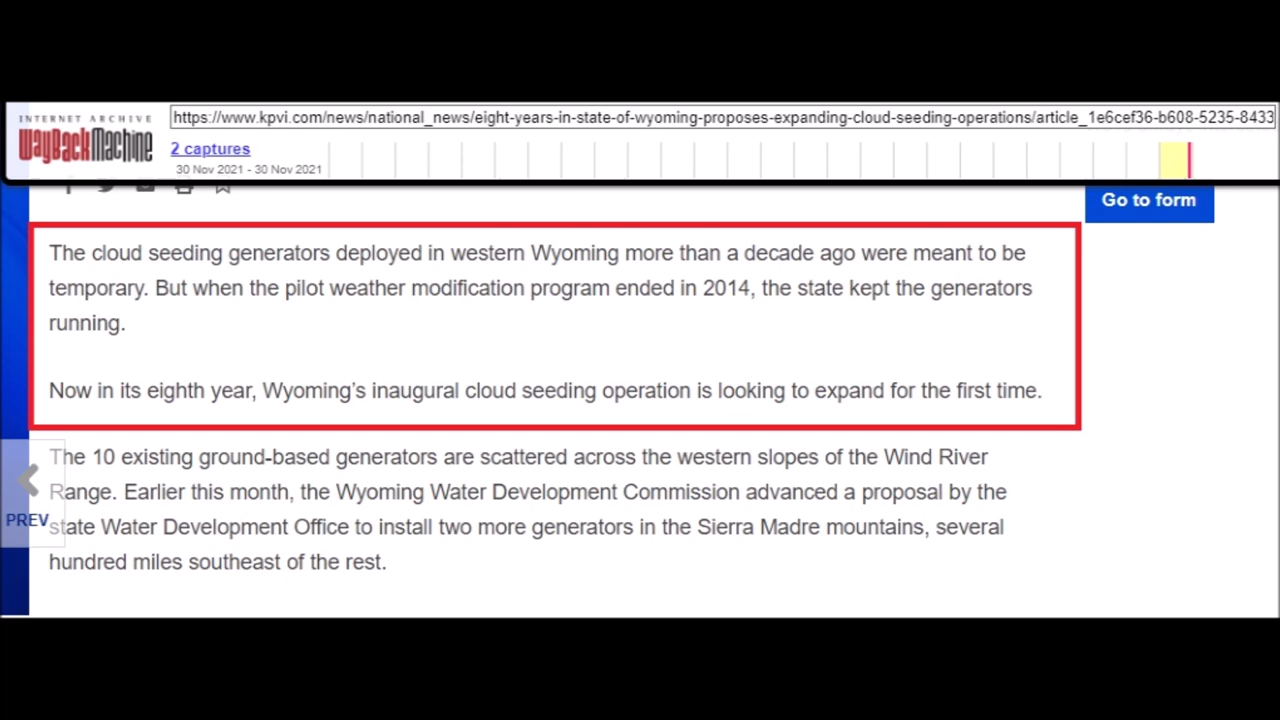 INTERNET ARCHIVE
WayBackMachine
https://www.kpvi.com/news/national_news/eight-years-in-state-of-wyoming-proposes-expanding-cloud-seeding-operations/article_1e6cef36-b608-5235-8433
2 captures
30 Nov 2021 - 30 Nov 2021
Go to form
The cloud seeding generators deployed in western Wyoming more than a decade ago were meant to be
temporary. But when the pilot weather modification program ended in 2014, the state kept the generators
running.
Now in its eighth year, Wyoming’s inaugural cloud seeding operation is looking to expand for the first time.
The 10 existing ground-based generators are scattered across the western slopes of the Wind River
Range. Earlier this month, the Wyoming Water Development Commission advanced a proposal by the
state Water Development Office to install two more generators in the Sierra Madre mountains, several
hundred miles southeast of the rest.
PREV